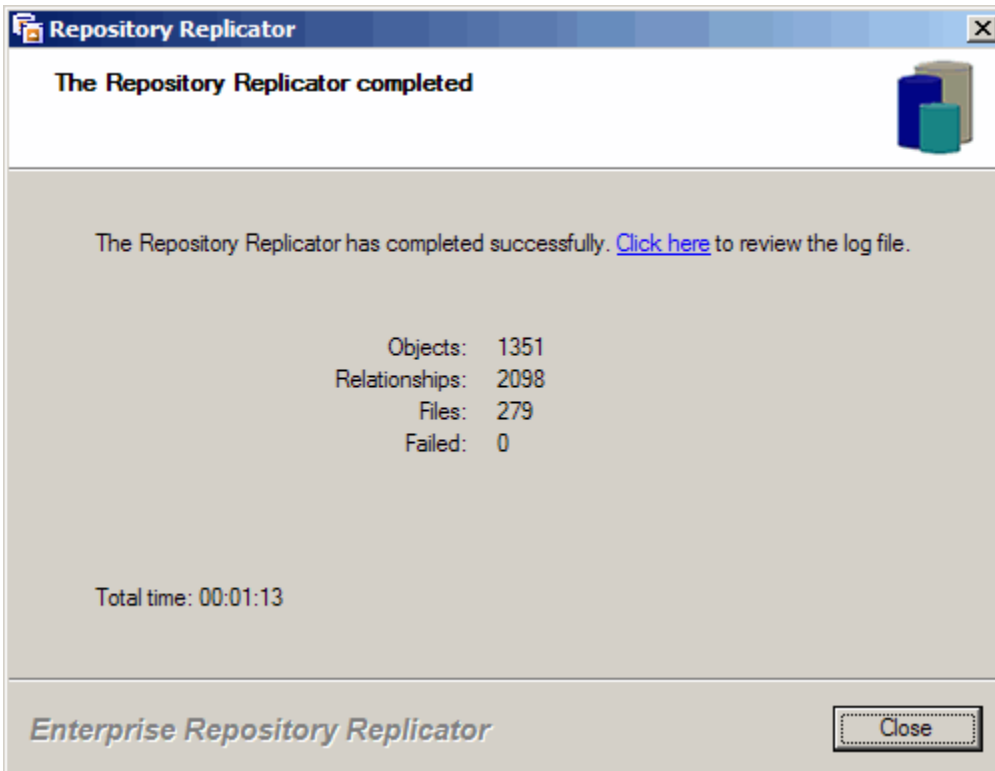 Repository Replicator
The Repository Replicator completed
The Repository Replicator has completed successfully. Click here to review the log file.
Objects: 1351
Relationships: 2098
Files: 279
Failed: 0
Total time: 00:01:13
Enterprise Repository Replicator
Close